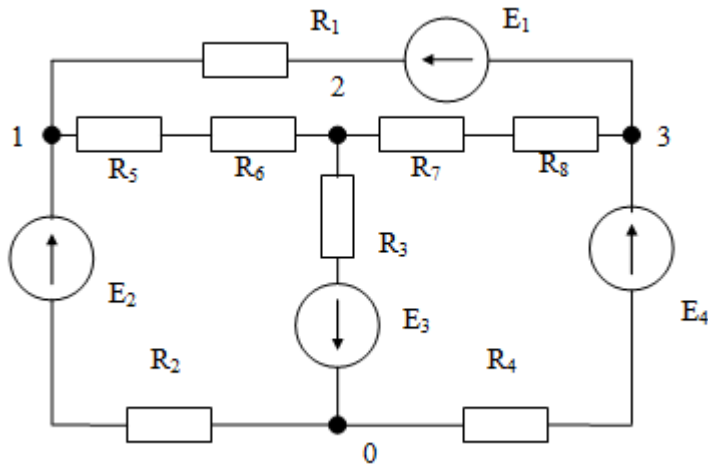 R₁ E₁
2
1 3
R₅ R₆ R₇ R₈
R₃
E₂ E₃ E₄
R₂ R₄
0